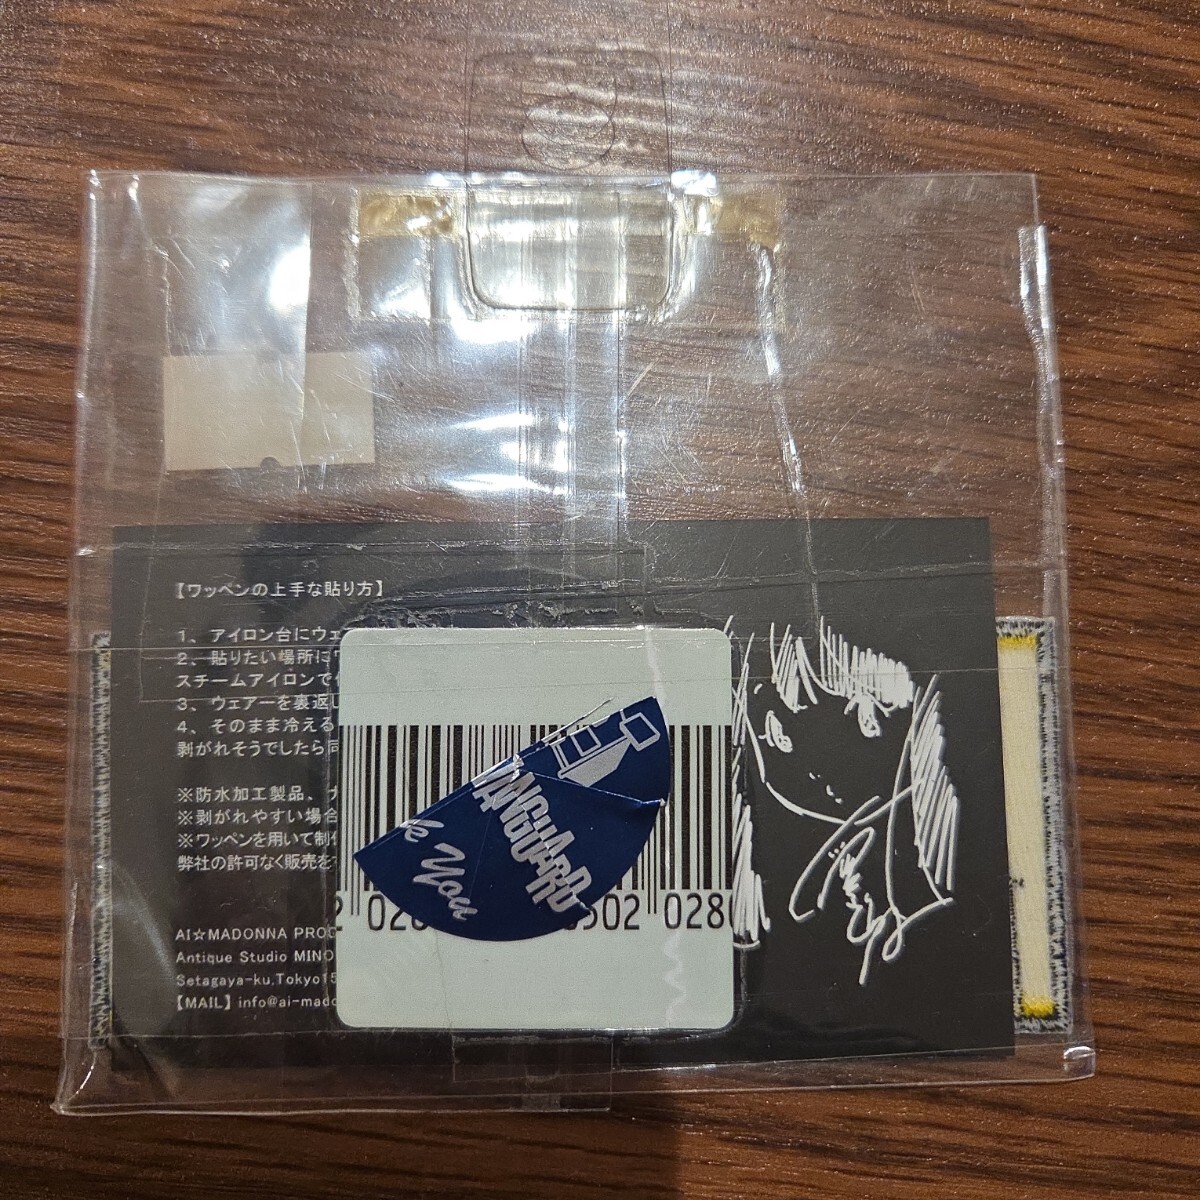 【ワッペンの上手な貼り方】
1、アイロン台にウェ
2、貼りたい場所に
スチームアイロンで
3、ウェアーを裏返し
4、そのまま冷える
剥がれそうでしたら同
※防水加工製品、ナ
※剥がれやすい場合
※ワッペンを用いて制作
弊社の許可なく販売を
AI☆MADONNA PROD
Antique Studio MINO
Setagaya-ku,Tokyo15
【MAIL】info@ai-mado
VANGUARD
You
502 028